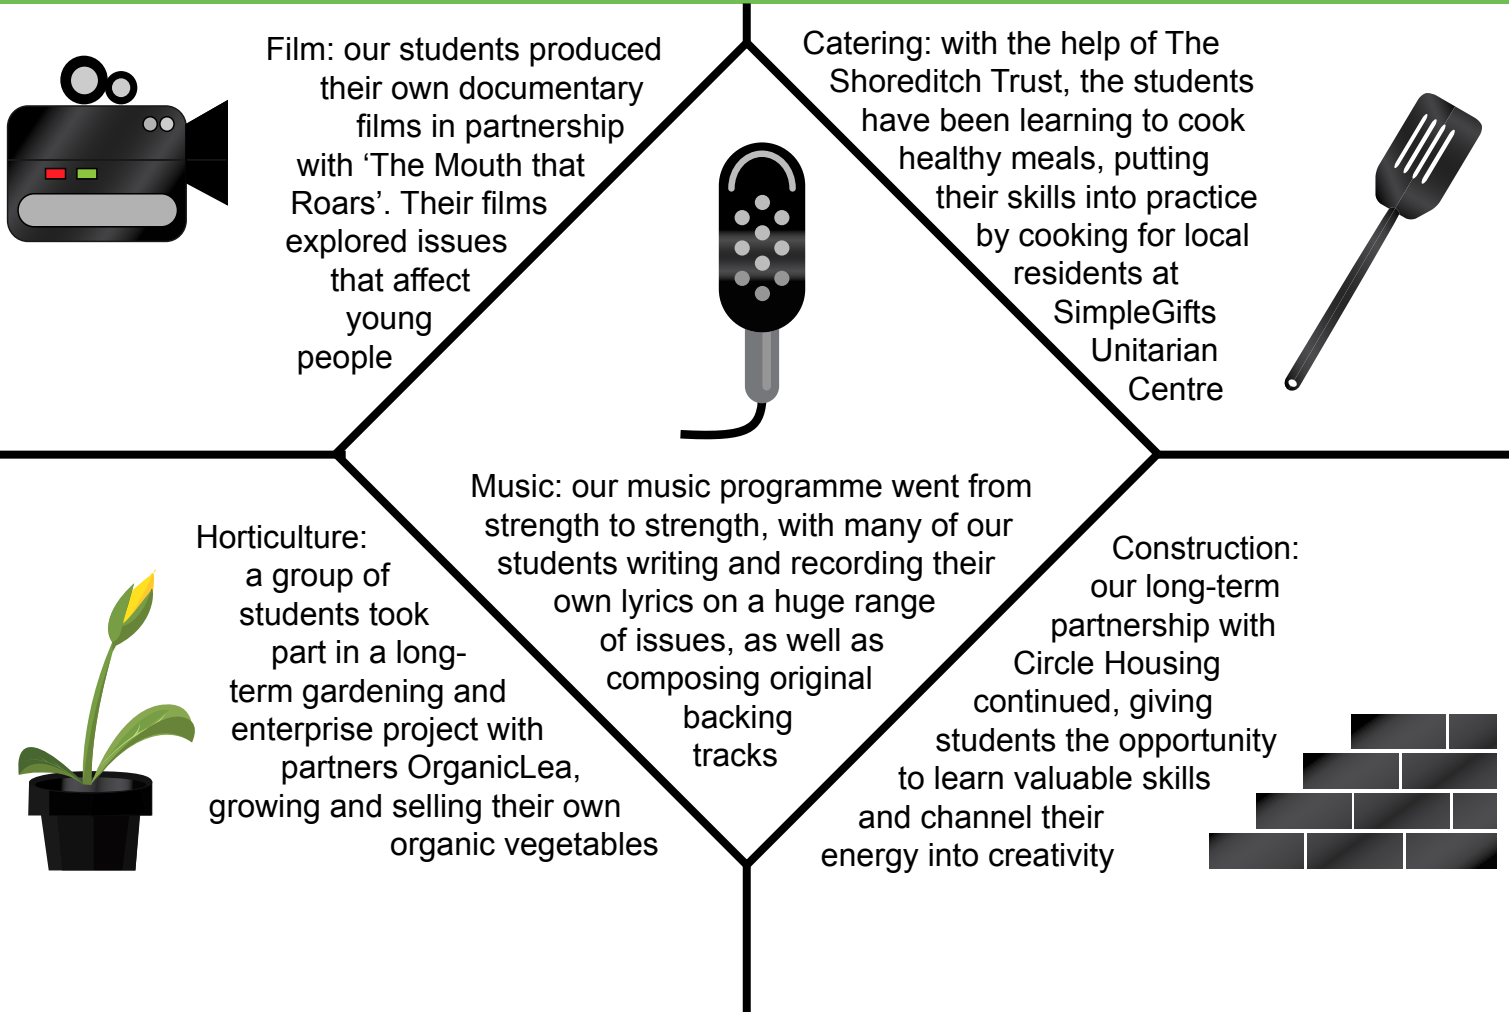 Film: our students produced
their own documentary
films in partnership
with ‘The Mouth that
Roars’. Their films
explored issues
that affect
young
people
Catering: with the help of The
Shoreditch Trust, the students
have been learning to cook
healthy meals, putting
their skills into practice
by cooking for local
residents at
SimpleGifts
Unitarian
Centre
Music: our music programme went from
strength to strength, with many of our
students writing and recording their
own lyrics on a huge range
of issues, as well as
composing original
backing
tracks
Horticulture:
a group of
students took
part in a long-
term gardening and
enterprise project with
partners OrganicLea,
growing and selling their own
organic vegetables
Construction:
our long-term
partnership with
Circle Housing
continued, giving
students the opportunity
to learn valuable skills
and channel their
energy into creativity